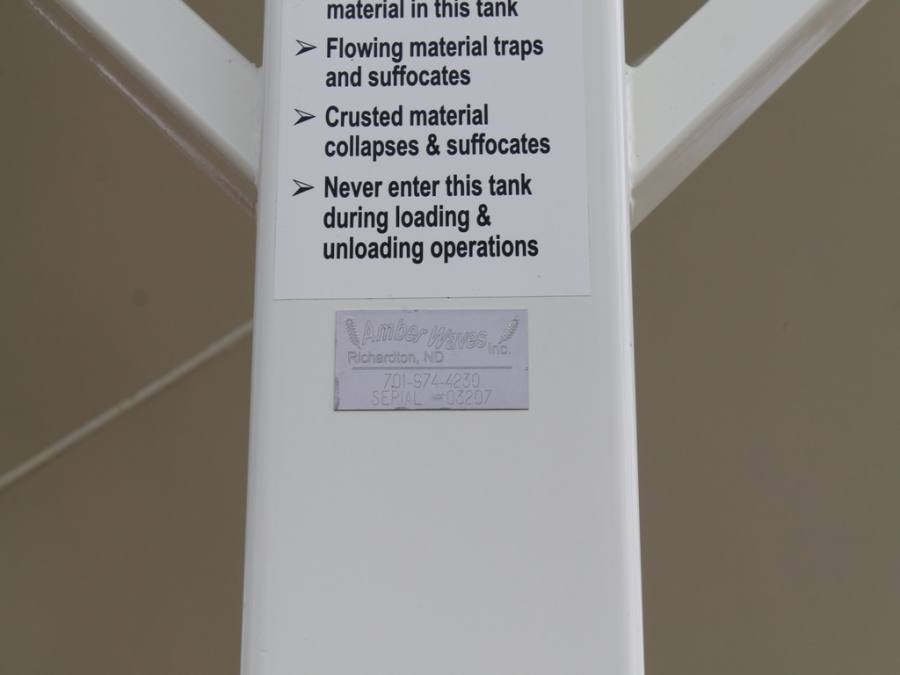 material in this tank
➢ Flowing material traps
and suffocates
➢ Crusted material
collapses & suffocates
➢ Never enter this tank
during loading &
unloading operations
Amber Waves Inc.
Richardton, ND
701-974-4230
SERIAL #03207